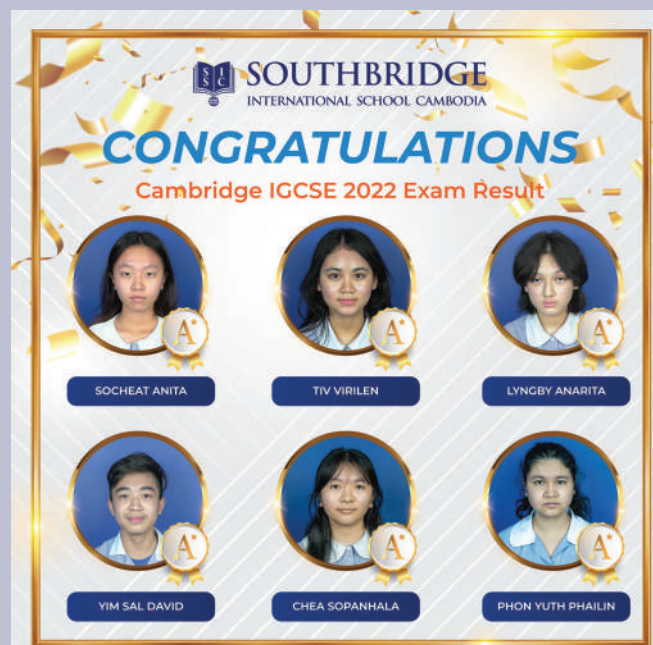 S I
S C
SOUTHBRIDGE
INTERNATIONAL SCHOOL CAMBODIA
CONGRATULATIONS
Cambridge IGCSE 2022 Exam Result
A*
A*
A*
SOCHEAT ANITA
TIV VIRILEN
LYNGBY ANARITA
A*
A*
A*
YIM SAL DAVID
CHEA SOPANHALA
PHON YUTH PHAILIN